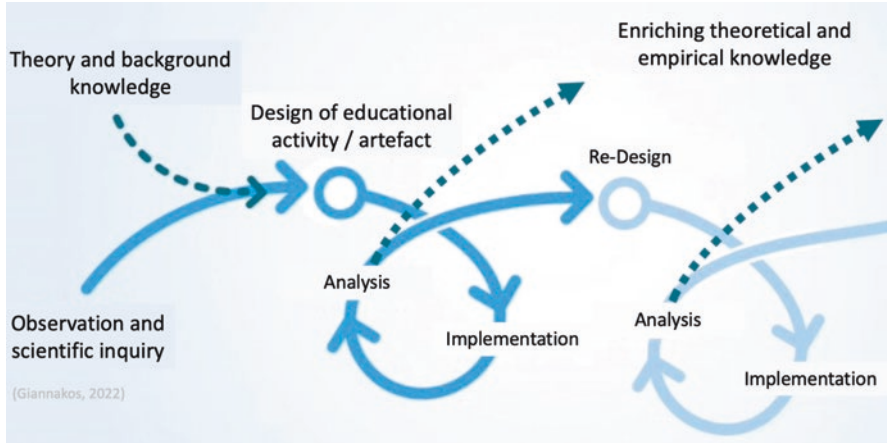 Theory and background
knowledge
Design of educational
activity / artefact
Enriching theoretical and
empirical knowledge
Re-Design
Analysis
Implementation
Observation and
scientific inquiry
Analysis
Implementation
(Giannakos, 2022)